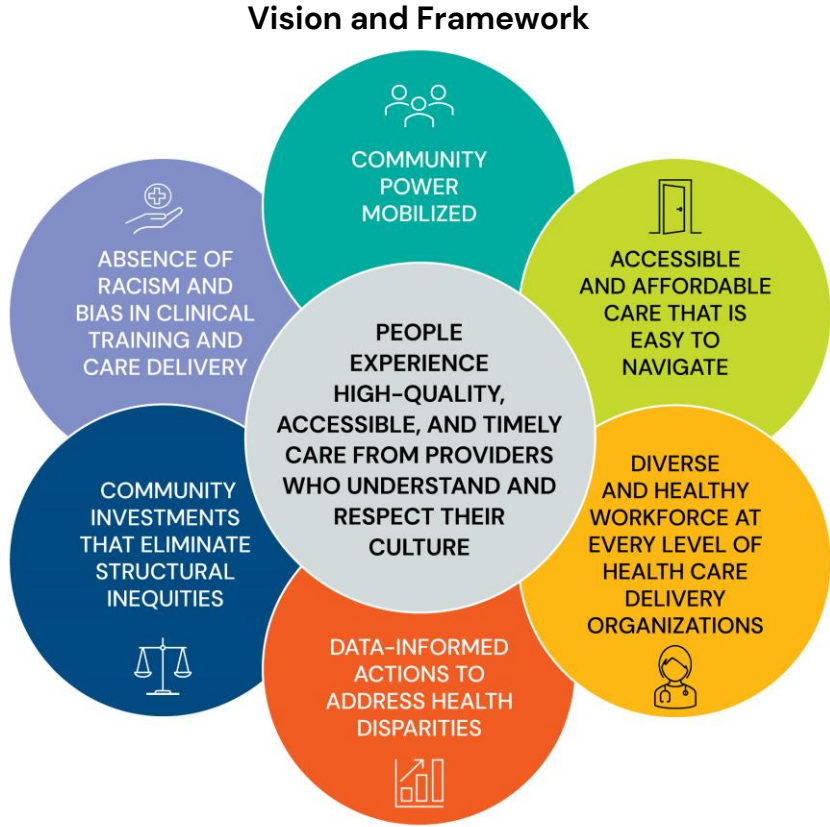 Vision and Framework
COMMUNITY
POWER
MOBILIZED
ACCESSIBLE
AND AFFORDABLE
CARE THAT IS
EASY TO
NAVIGATE
DIVERSE
AND HEALTHY
WORKFORCE AT
EVERY LEVEL OF
HEALTH CARE
DELIVERY
ORGANIZATIONS
DATA-INFORMED
ACTIONS TO
ADDRESS HEALTH
DISPARITIES
COMMUNITY
INVESTMENTS
THAT ELIMINATE
STRUCTURAL
INEQUITIES
ABSENCE OF
RACISM AND
BIAS IN CLINICAL
TRAINING AND
CARE DELIVERY
PEOPLE
EXPERIENCE
HIGH-QUALITY,
ACCESSIBLE, AND TIMELY
CARE FROM PROVIDERS
WHO UNDERSTAND AND
RESPECT THEIR
CULTURE